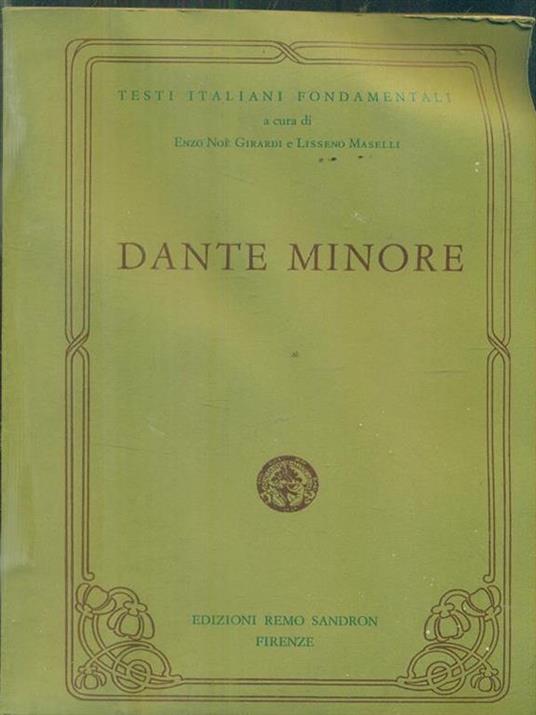 TESTI ITALIANI FONDAMENTALI
a cura di
ENZO NOÈ GIRARDI e LISSENO MASELLI
DANTE MINORE
EDIZIONI REMO SANDRON
FIRENZE